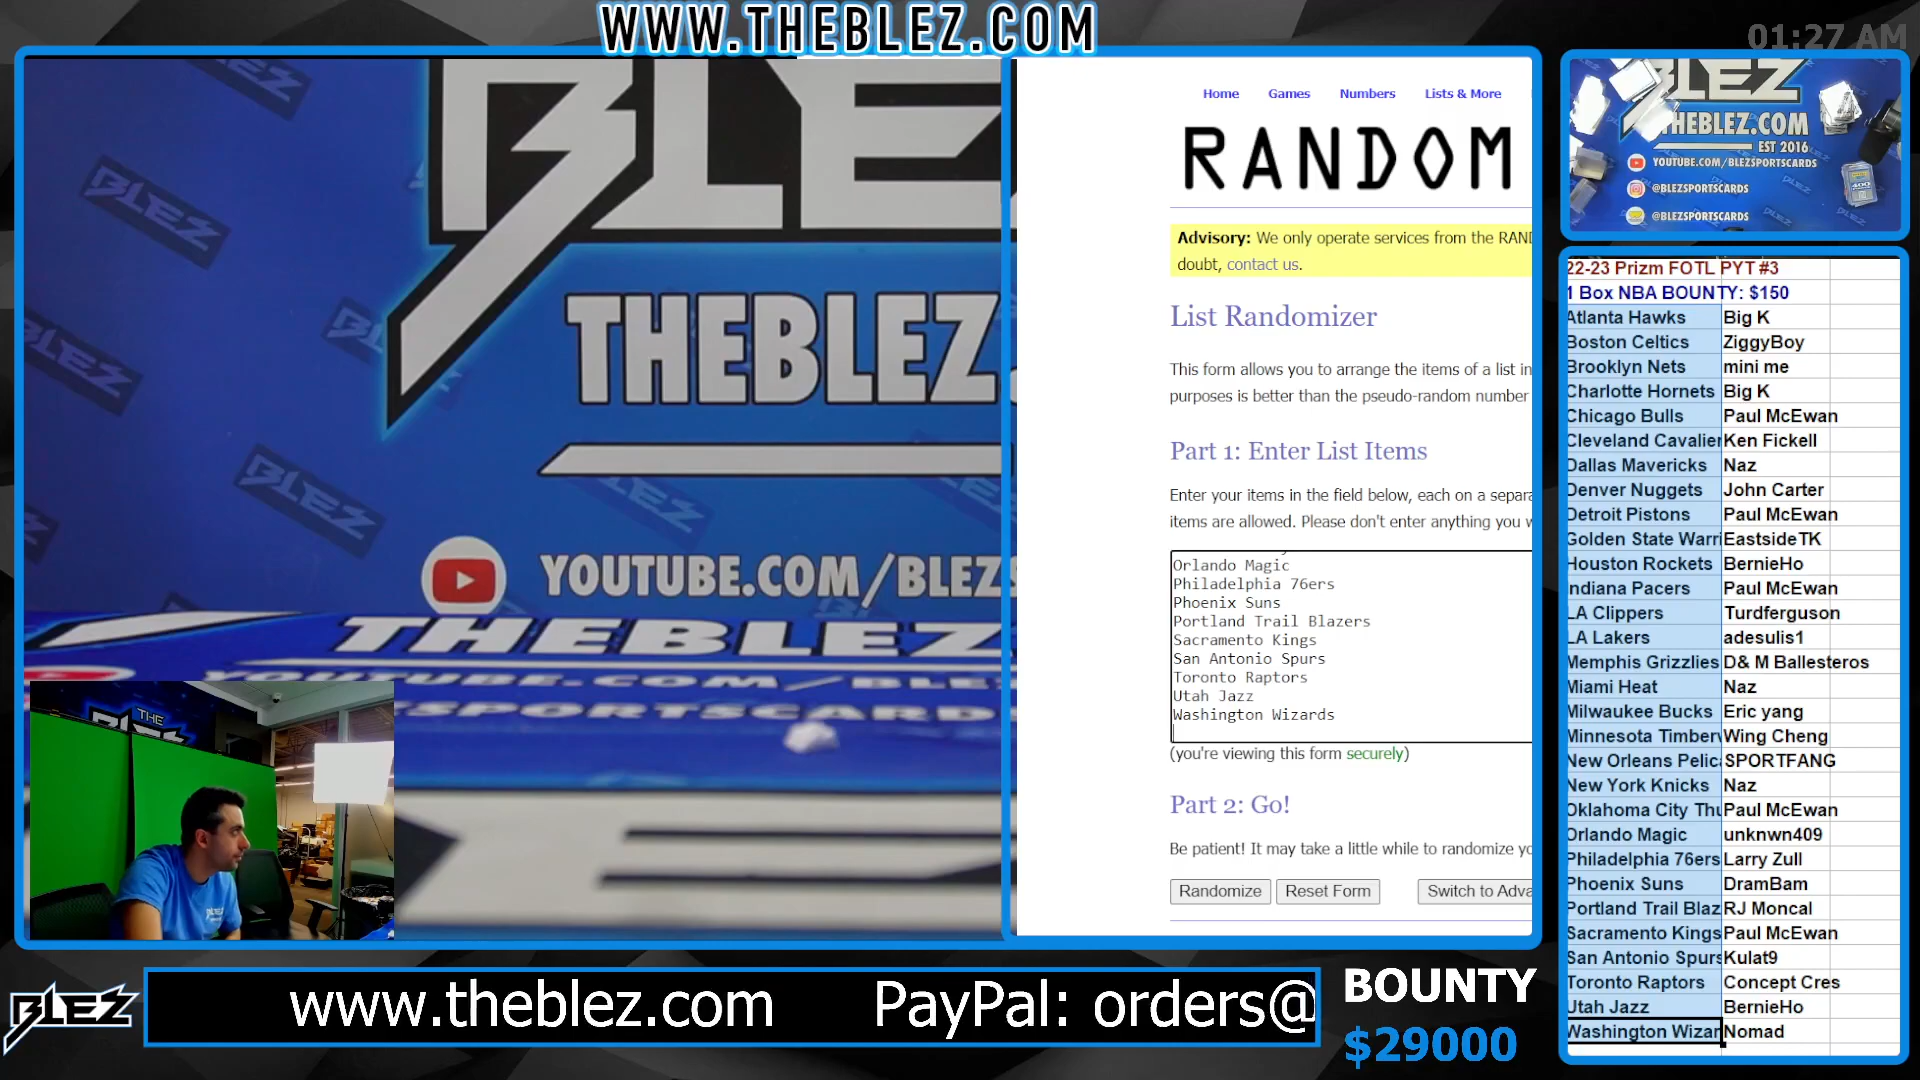 WWW.THEBLEZ.COM
01:27 AM
BLEZ
THEBLEZ
YOUTUBE.COM/BLEZS
THEBLEZ
YOUTUBE.COM/BLE
SPORTSCARDS
THE
Home Games Numbers Lists & More
RANDOM
Advisory: We only operate services from the RAND
doubt, contact us.
List Randomizer
This form allows you to arrange the items of a list in
purposes is better than the pseudo-random number
Part 1: Enter List Items
Enter your items in the field below, each on a separa
items are allowed. Please don't enter anything you w
Orlando Magic
Philadelphia 76ers
Phoenix Suns
Portland Trail Blazers
Sacramento Kings
San Antonio Spurs
Toronto Raptors
Utah Jazz
Washington Wizards
(you're viewing this form securely)
Part 2: Go!
Be patient! It may take a little while to randomize yo
Randomize Reset Form Switch to Adva
BLEZ
THEBLEZ.COM
EST 2016
YOUTUBE.COM/BLEZSPORTSCARDS
@BLEZSPORTSCARDS
@BLEZSPORTSCARDS
22-23 Prizm FOTL PYT #3
1 Box NBA BOUNTY: $150
Atlanta Hawks Big K
Boston Celtics ZiggyBoy
Brooklyn Nets mini me
Charlotte Hornets Big K
Chicago Bulls Paul McEwan
Cleveland Cavalier Ken Fickell
Dallas Mavericks Naz
Denver Nuggets John Carter
Detroit Pistons Paul McEwan
Golden State Warri EastsideTK
Houston Rockets BernieHo
Indiana Pacers Paul McEwan
LA Clippers Turdferguson
LA Lakers adesulis1
Memphis Grizzlies D& M Ballesteros
Miami Heat Naz
Milwaukee Bucks Eric yang
Minnesota Timberv Wing Cheng
New Orleans Pelica SPORTFANG
New York Knicks Naz
Oklahoma City Thu Paul McEwan
Orlando Magic unknwn409
Philadelphia 76ers Larry Zull
Phoenix Suns DramBam
Portland Trail Blaz RJ Moncal
Sacramento Kings Paul McEwan
San Antonio Spurs Kulat9
Toronto Raptors Concept Cres
Utah Jazz BernieHo
Washington Wizar Nomad
BLEZ
www.theblez.com PayPal: orders@
BOUNTY
$29000